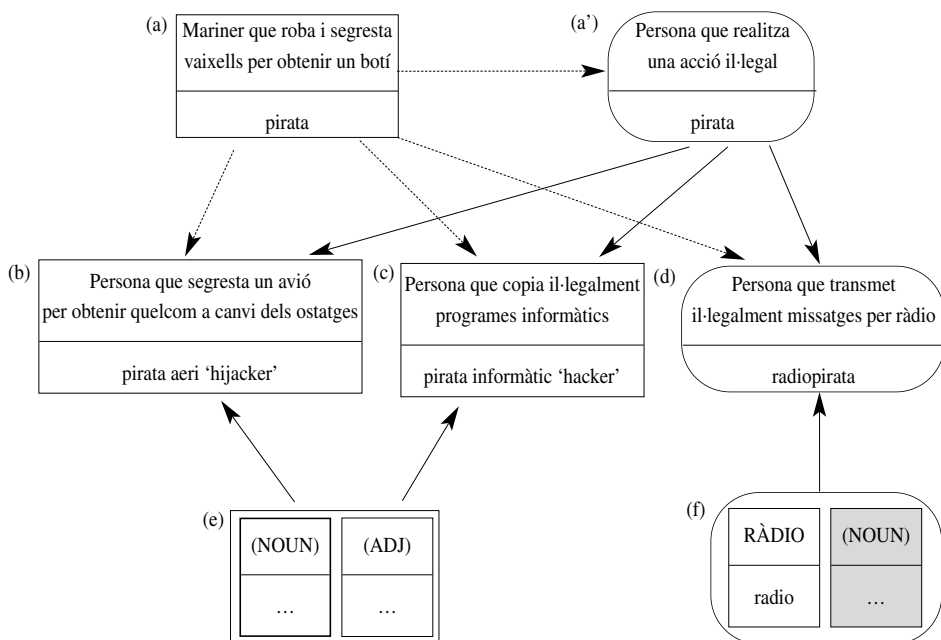 (a)
Mariner que roba i segresta
vaixells per obtenir un botí
pirata
(a’)
Persona que realitza
una acció il·legal
pirata
(b)
Persona que segresta un avió
per obtenir quelcom a canvi dels ostatges
pirata aeri ‘hijacker’
(c)
Persona que copia il·legalment
programes informàtics
pirata informàtic ‘hacker’
(d)
Persona que transmet
il·legalment missatges per ràdio
radiopirata
(e)
(NOUN)
…
(ADJ)
…
(f)
RÀDIO
radio
(NOUN)
…